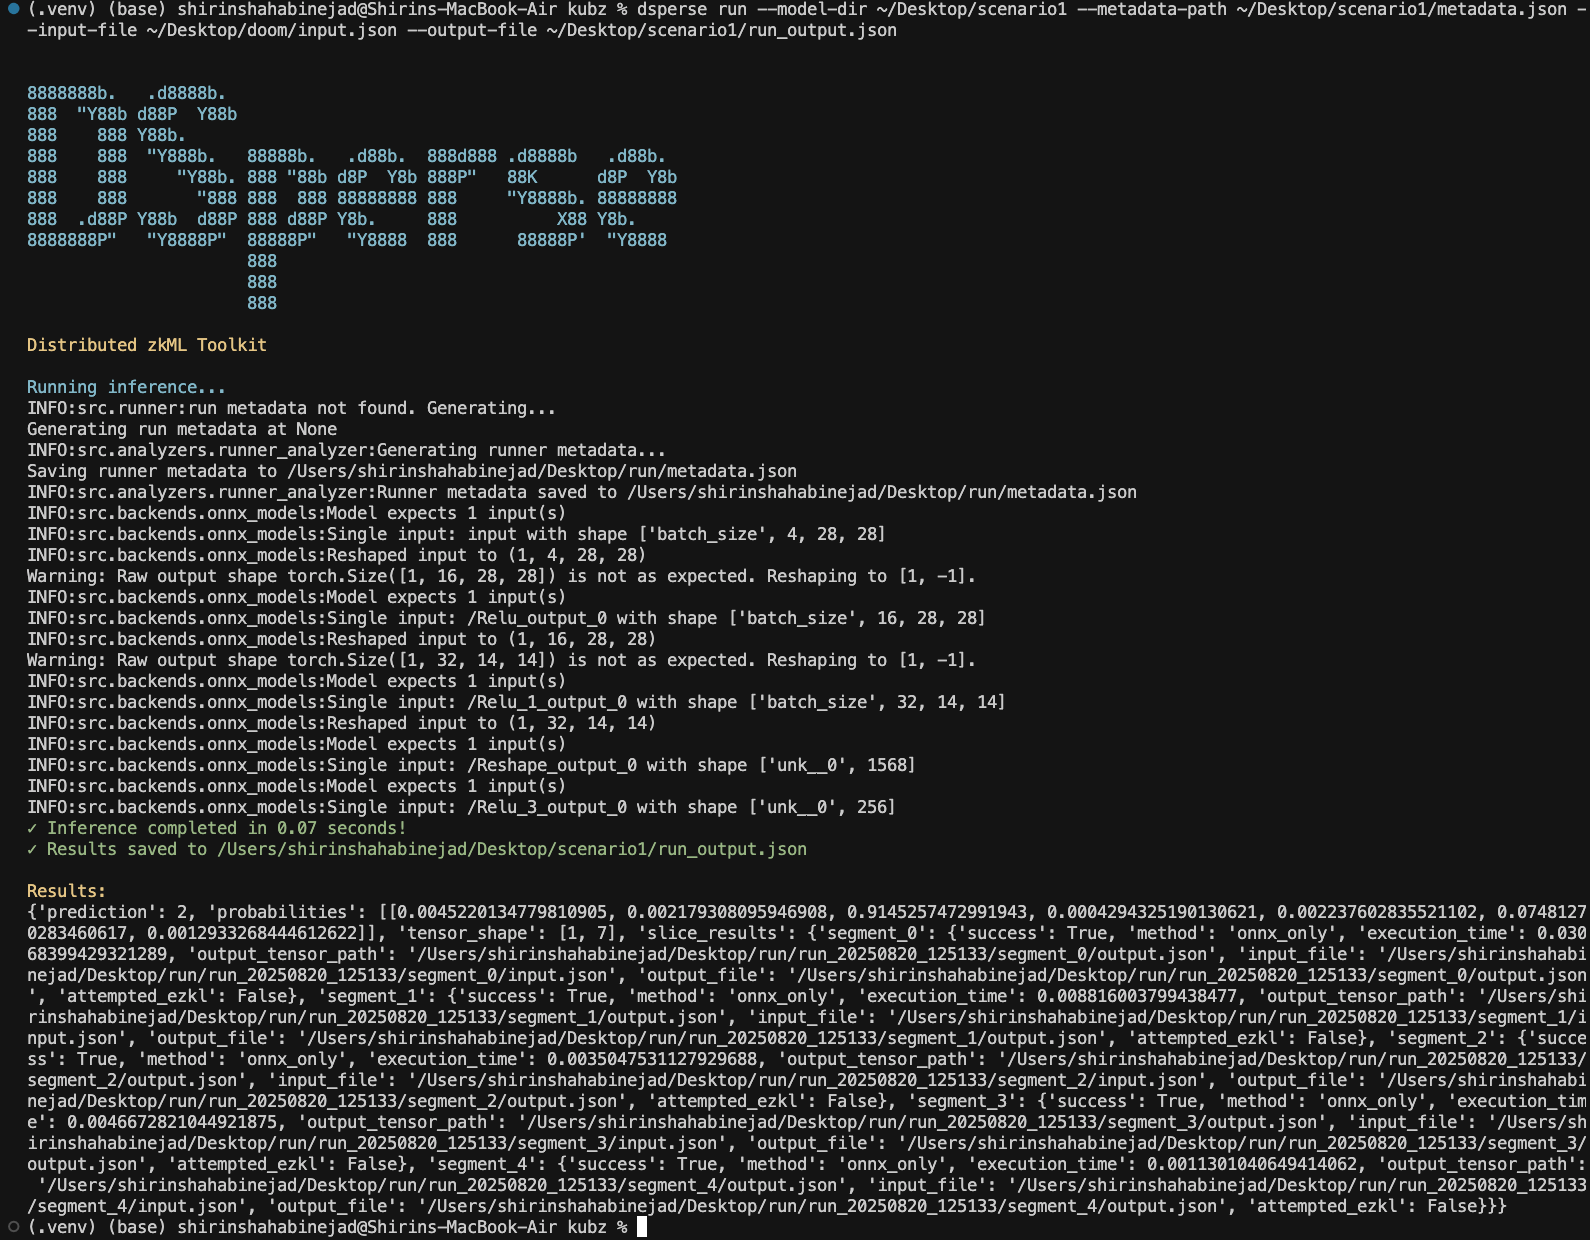 (.venv) (base) shirinshahabinejad@Shirins-MacBook-Air kubz % dsperse run --model-dir ~/Desktop/scenario1 --metadata-path ~/Desktop/scenario1/metadata.json -
-input-file ~/Desktop/doom/input.json --output-file ~/Desktop/scenario1/run_output.json
8888888b.   .d8888b.
888  "Y88b d88P  Y88b
888    888 Y88b.
888    888  "Y888b.   88888b.   .d88b.  888d888 .d8888b   .d88b.
888    888     "Y88b. 888 "88b d8P  Y8b 888P"   88K      d8P  Y8b
888    888       "888 888  888 88888888 888     "Y8888b. 88888888
888  .d88P Y88b  d88P 888 d88P Y8b.     888          X88 Y8b.
8888888P"   "Y8888P"  88888P"   "Y8888  888      88888P'  "Y8888
                      888
                      888
                      888
Distributed zkML Toolkit
Running inference...
INFO:src.runner:run metadata not found. Generating...
Generating run metadata at None
INFO:src.analyzers.runner_analyzer:Generating runner metadata...
Saving runner metadata to /Users/shirinshahabinejad/Desktop/run/metadata.json
INFO:src.analyzers.runner_analyzer:Runner metadata saved to /Users/shirinshahabinejad/Desktop/run/metadata.json
INFO:src.backends.onnx_models:Model expects 1 input(s)
INFO:src.backends.onnx_models:Single input: input with shape ['batch_size', 4, 28, 28]
INFO:src.backends.onnx_models:Reshaped input to (1, 4, 28, 28)
Warning: Raw output shape torch.Size([1, 16, 28, 28]) is not as expected. Reshaping to [1, -1].
INFO:src.backends.onnx_models:Model expects 1 input(s)
INFO:src.backends.onnx_models:Single input: /Relu_output_0 with shape ['batch_size', 16, 28, 28]
INFO:src.backends.onnx_models:Reshaped input to (1, 16, 28, 28)
Warning: Raw output shape torch.Size([1, 32, 14, 14]) is not as expected. Reshaping to [1, -1].
INFO:src.backends.onnx_models:Model expects 1 input(s)
INFO:src.backends.onnx_models:Single input: /Relu_1_output_0 with shape ['batch_size', 32, 14, 14]
INFO:src.backends.onnx_models:Reshaped input to (1, 32, 14, 14)
INFO:src.backends.onnx_models:Model expects 1 input(s)
INFO:src.backends.onnx_models:Single input: /Reshape_output_0 with shape ['unk__0', 1568]
INFO:src.backends.onnx_models:Model expects 1 input(s)
INFO:src.backends.onnx_models:Single input: /Relu_3_output_0 with shape ['unk__0', 256]
✓ Inference completed in 0.07 seconds!
✓ Results saved to /Users/shirinshahabinejad/Desktop/scenario1/run_output.json
Results:
{'prediction': 2, 'probabilities': [[0.0045220134779810905, 0.002179308095946908, 0.9145257472991943, 0.0004294325190130621, 0.002237602835521102, 0.0748127
0283460617, 0.0012933268444612622]], 'tensor_shape': [1, 7], 'slice_results': {'segment_0': {'success': True, 'method': 'onnx_only', 'execution_time': 0.030
68399429321289, 'output_tensor_path': '/Users/shirinshahabinejad/Desktop/run/run_20250820_125133/segment_0/output.json', 'input_file': '/Users/shirinshahabi
nejad/Desktop/run/run_20250820_125133/segment_0/input.json', 'output_file': '/Users/shirinshahabinejad/Desktop/run/run_20250820_125133/segment_0/output.json
', 'attempted_ezkl': False}, 'segment_1': {'success': True, 'method': 'onnx_only', 'execution_time': 0.008816003799438477, 'output_tensor_path': '/Users/shi
rinshahabinejad/Desktop/run/run_20250820_125133/segment_1/output.json', 'input_file': '/Users/shirinshahabinejad/Desktop/run/run_20250820_125133/segment_1/i
nput.json', 'output_file': '/Users/shirinshahabinejad/Desktop/run/run_20250820_125133/segment_1/output.json', 'attempted_ezkl': False}, 'segment_2': {'succe
ss': True, 'method': 'onnx_only', 'execution_time': 0.0035047531127929688, 'output_tensor_path': '/Users/shirinshahabinejad/Desktop/run/run_20250820_125133/
segment_2/output.json', 'input_file': '/Users/shirinshahabinejad/Desktop/run/run_20250820_125133/segment_2/input.json', 'output_file': '/Users/shirinshahabi
nejad/Desktop/run/run_20250820_125133/segment_2/output.json', 'attempted_ezkl': False}, 'segment_3': {'success': True, 'method': 'onnx_only', 'execution_tim
e': 0.0046672821044921875, 'output_tensor_path': '/Users/shirinshahabinejad/Desktop/run/run_20250820_125133/segment_3/output.json', 'input_file': '/Users/sh
irinshahabinejad/Desktop/run/run_20250820_125133/segment_3/input.json', 'output_file': '/Users/shirinshahabinejad/Desktop/run/run_20250820_125133/segment_3/
output.json', 'attempted_ezkl': False}, 'segment_4': {'success': True, 'method': 'onnx_only', 'execution_time': 0.0011301040649414062, 'output_tensor_path':
 '/Users/shirinshahabinejad/Desktop/run/run_20250820_125133/segment_4/output.json', 'input_file': '/Users/shirinshahabinejad/Desktop/run/run_20250820_125133
/segment_4/input.json', 'output_file': '/Users/shirinshahabinejad/Desktop/run/run_20250820_125133/segment_4/output.json', 'attempted_ezkl': False}}}
(.venv) (base) shirinshahabinejad@Shirins-MacBook-Air kubz %